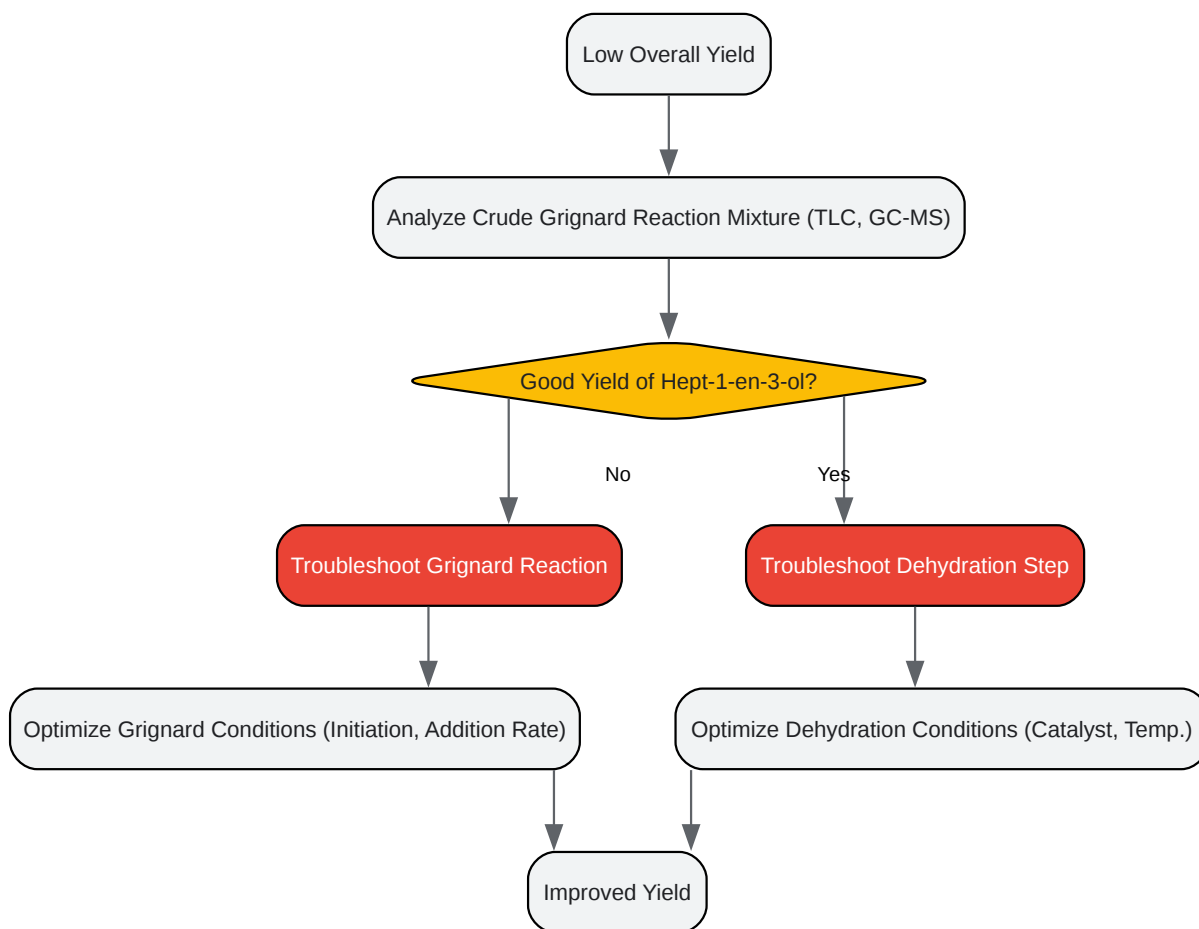 Low Overall Yield
Analyze Crude Grignard Reaction Mixture (TLC, GC-MS)
Good Yield of Hept-1-en-3-ol?
No
Yes
Troubleshoot Grignard Reaction
Troubleshoot Dehydration Step
Optimize Grignard Conditions (Initiation, Addition Rate)
Optimize Dehydration Conditions (Catalyst, Temp.)
Improved Yield